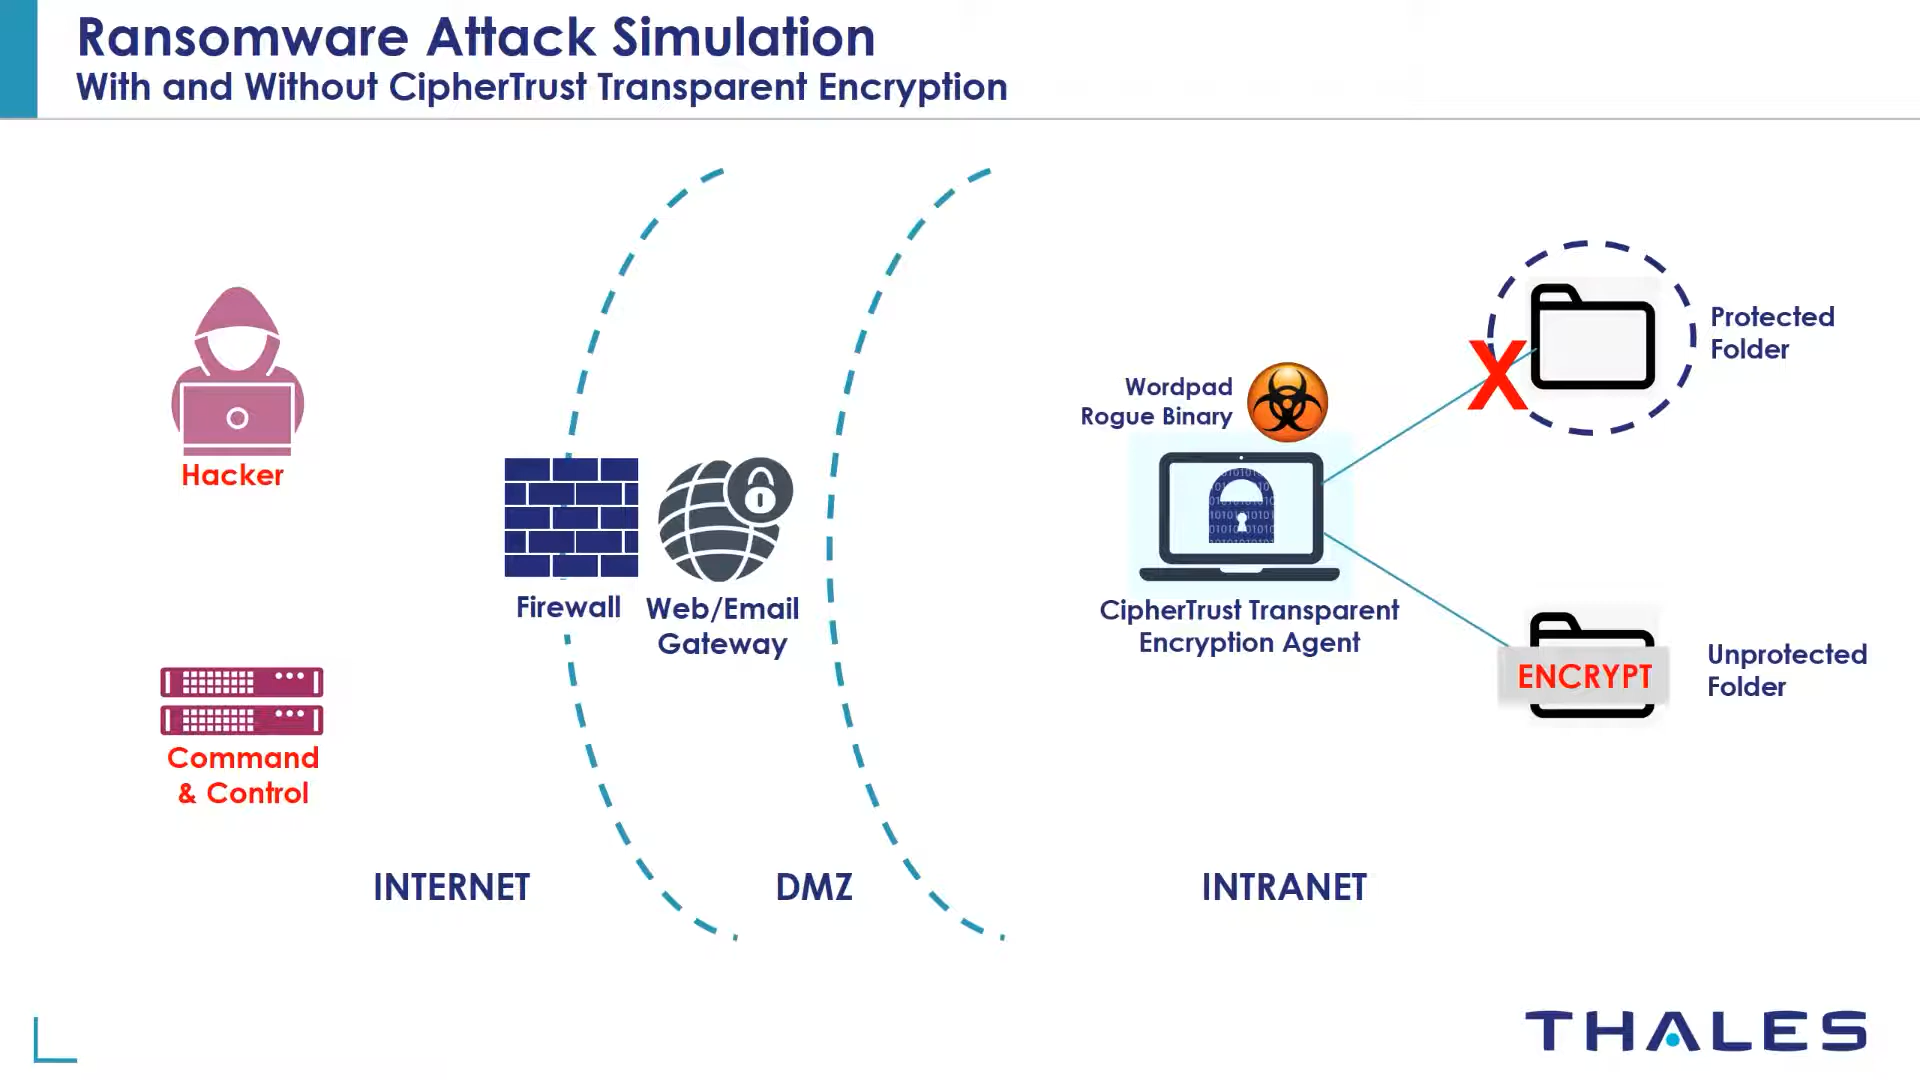 Ransomware Attack Simulation
With and Without CipherTrust Transparent Encryption
Hacker
Command
& Control
Firewall
Web/Email
Gateway
Wordpad
Rogue Binary
CipherTrust Transparent
Encryption Agent
Protected
Folder
ENCRYPT
Unprotected
Folder
INTERNET
DMZ
INTRANET
THALES